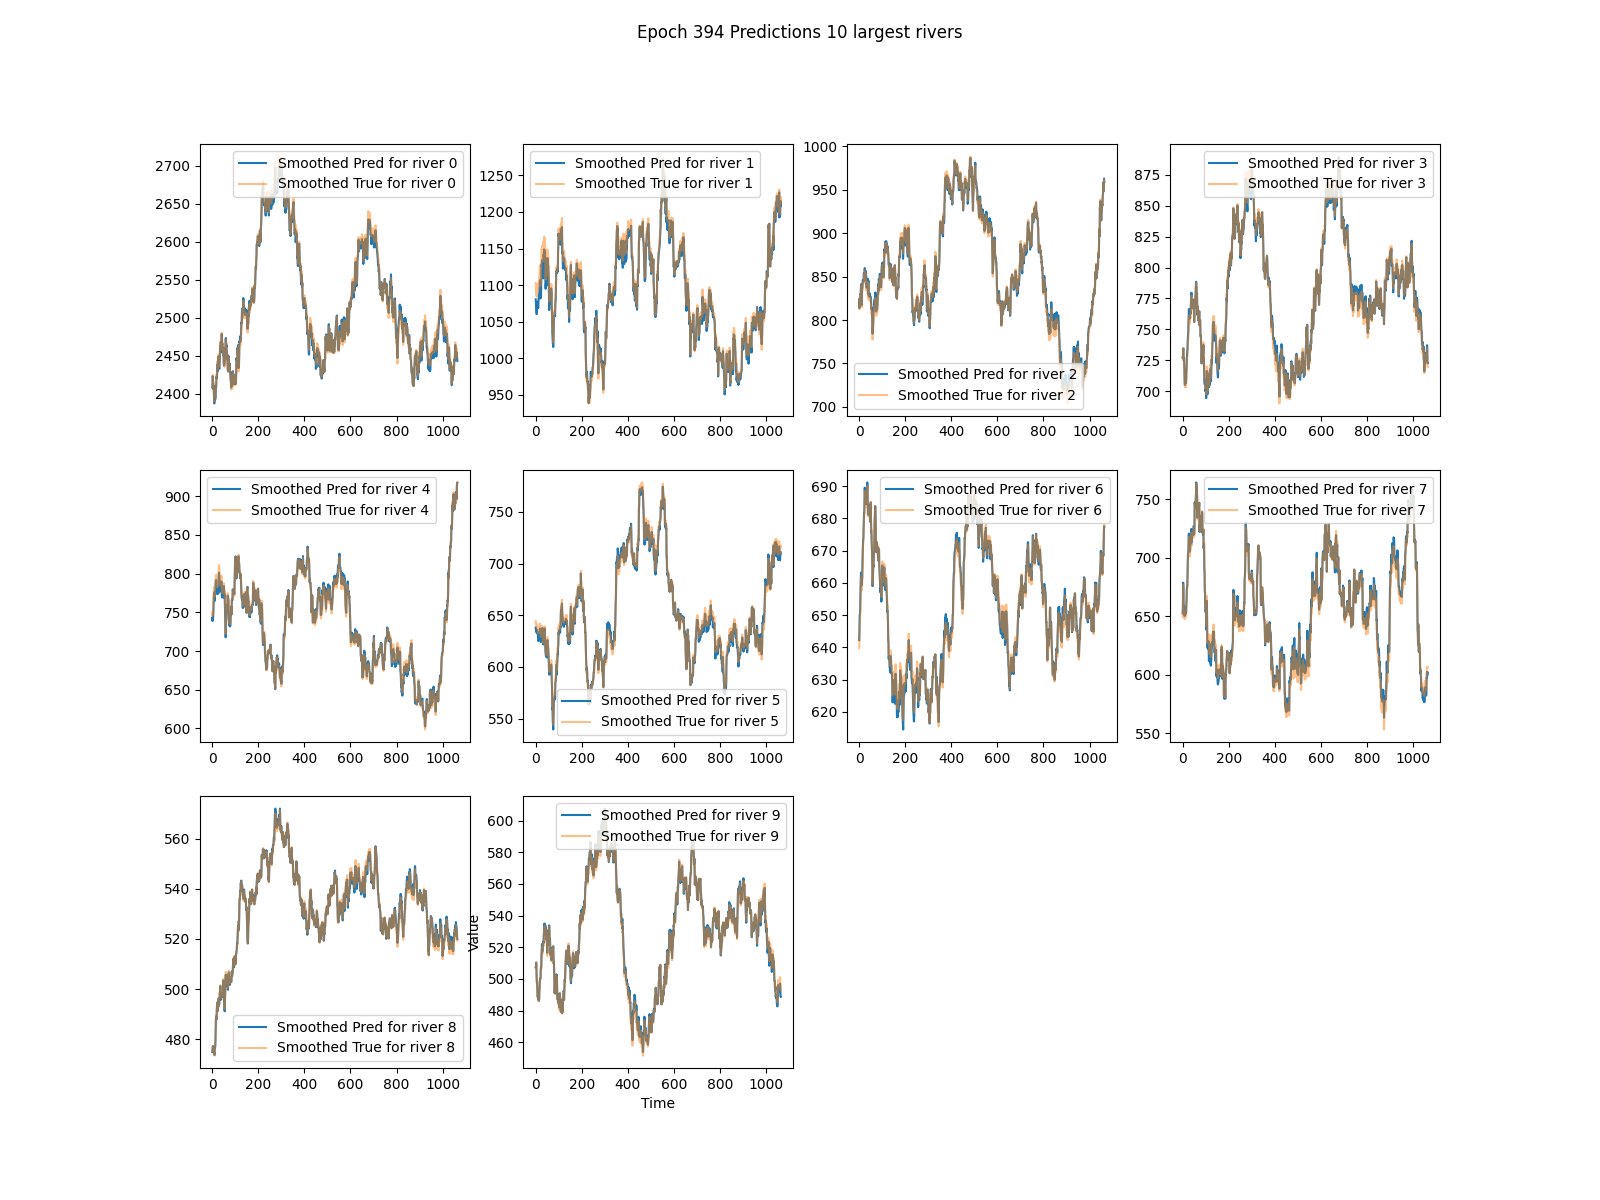 Epoch 394 Predictions 10 largest rivers
2700
2650
2600
2550
2500
2450
2400
Smoothed Pred for river 0
Smoothed True for river 0
0 200 400 600 800 1000
1250
1200
1150
1100
1050
1000
950
Smoothed Pred for river 1
Smoothed True for river 1
0 200 400 600 800 1000
1000
950
900
850
800
750
700
Smoothed Pred for river 2
Smoothed True for river 2
0 200 400 600 800 1000
875
850
825
800
775
750
725
700
Smoothed Pred for river 3
Smoothed True for river 3
0 200 400 600 800 1000
900
850
800
750
700
650
600
Smoothed Pred for river 4
Smoothed True for river 4
0 200 400 600 800 1000
750
700
650
600
550
Smoothed Pred for river 5
Smoothed True for river 5
0 200 400 600 800 1000
690
680
670
660
650
640
630
620
Smoothed Pred for river 6
Smoothed True for river 6
0 200 400 600 800 1000
750
700
650
600
550
Smoothed Pred for river 7
Smoothed True for river 7
0 200 400 600 800 1000
560
540
520
500
480
Smoothed Pred for river 8
Smoothed True for river 8
0 200 400 600 800 1000
Value
600
580
560
540
520
500
480
460
Smoothed Pred for river 9
Smoothed True for river 9
0 200 400 600 800 1000
Time